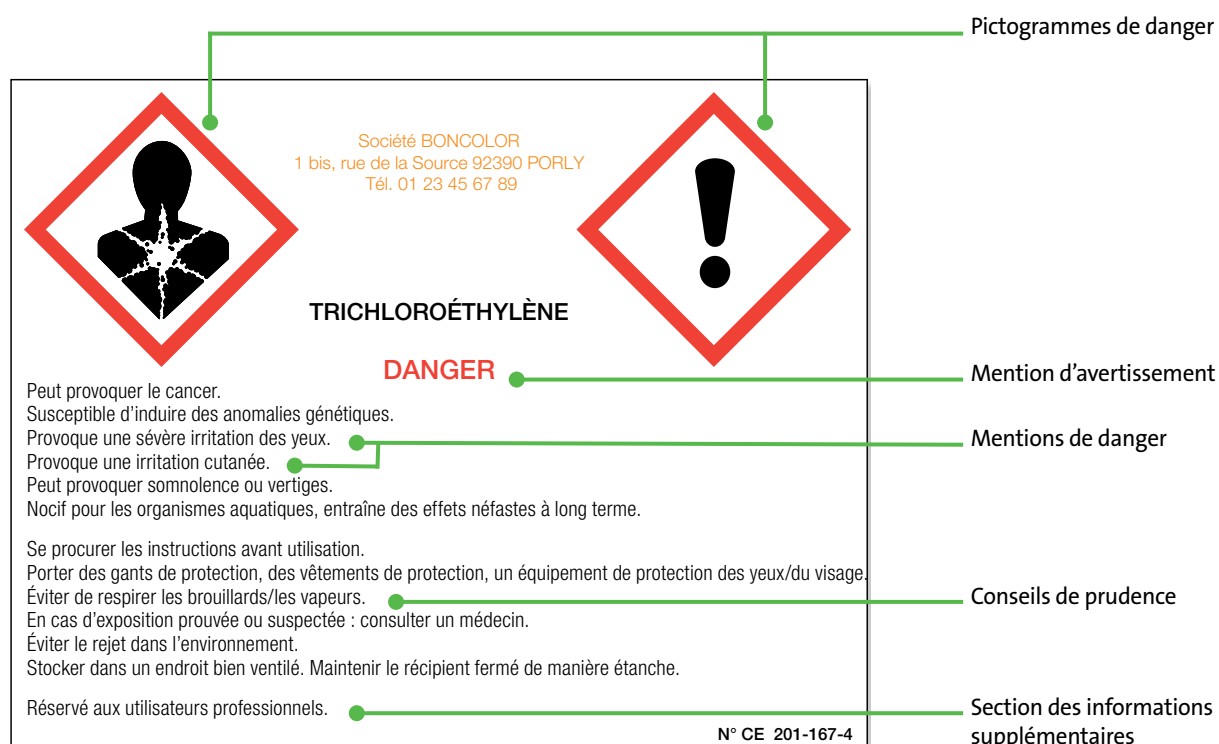 Pictogrammes de danger
Société BONCOLOR
1 bis, rue de la Source 92390 PORLY
Tél. 01 23 45 67 89
TRICHLOROÉTHYLÈNE
DANGER
Mention d’avertissement
Peut provoquer le cancer.
Susceptible d’induire des anomalies génétiques.
Provoque une sévère irritation des yeux.
Mentions de danger
Provoque une irritation cutanée.
Peut provoquer somnolence ou vertiges.
Nocif pour les organismes aquatiques, entraîne des effets néfastes à long terme.
Se procurer les instructions avant utilisation.
Porter des gants de protection, des vêtements de protection, un équipement de protection des yeux/du visage.
Éviter de respirer les brouillards/les vapeurs.
Conseils de prudence
En cas d’exposition prouvée ou suspectée : consulter un médecin.
Éviter le rejet dans l’environnement.
Stocker dans un endroit bien ventilé. Maintenir le récipient fermé de manière étanche.
Réservé aux utilisateurs professionnels.
Section des informations
supplémentaires
N° CE 201-167-4